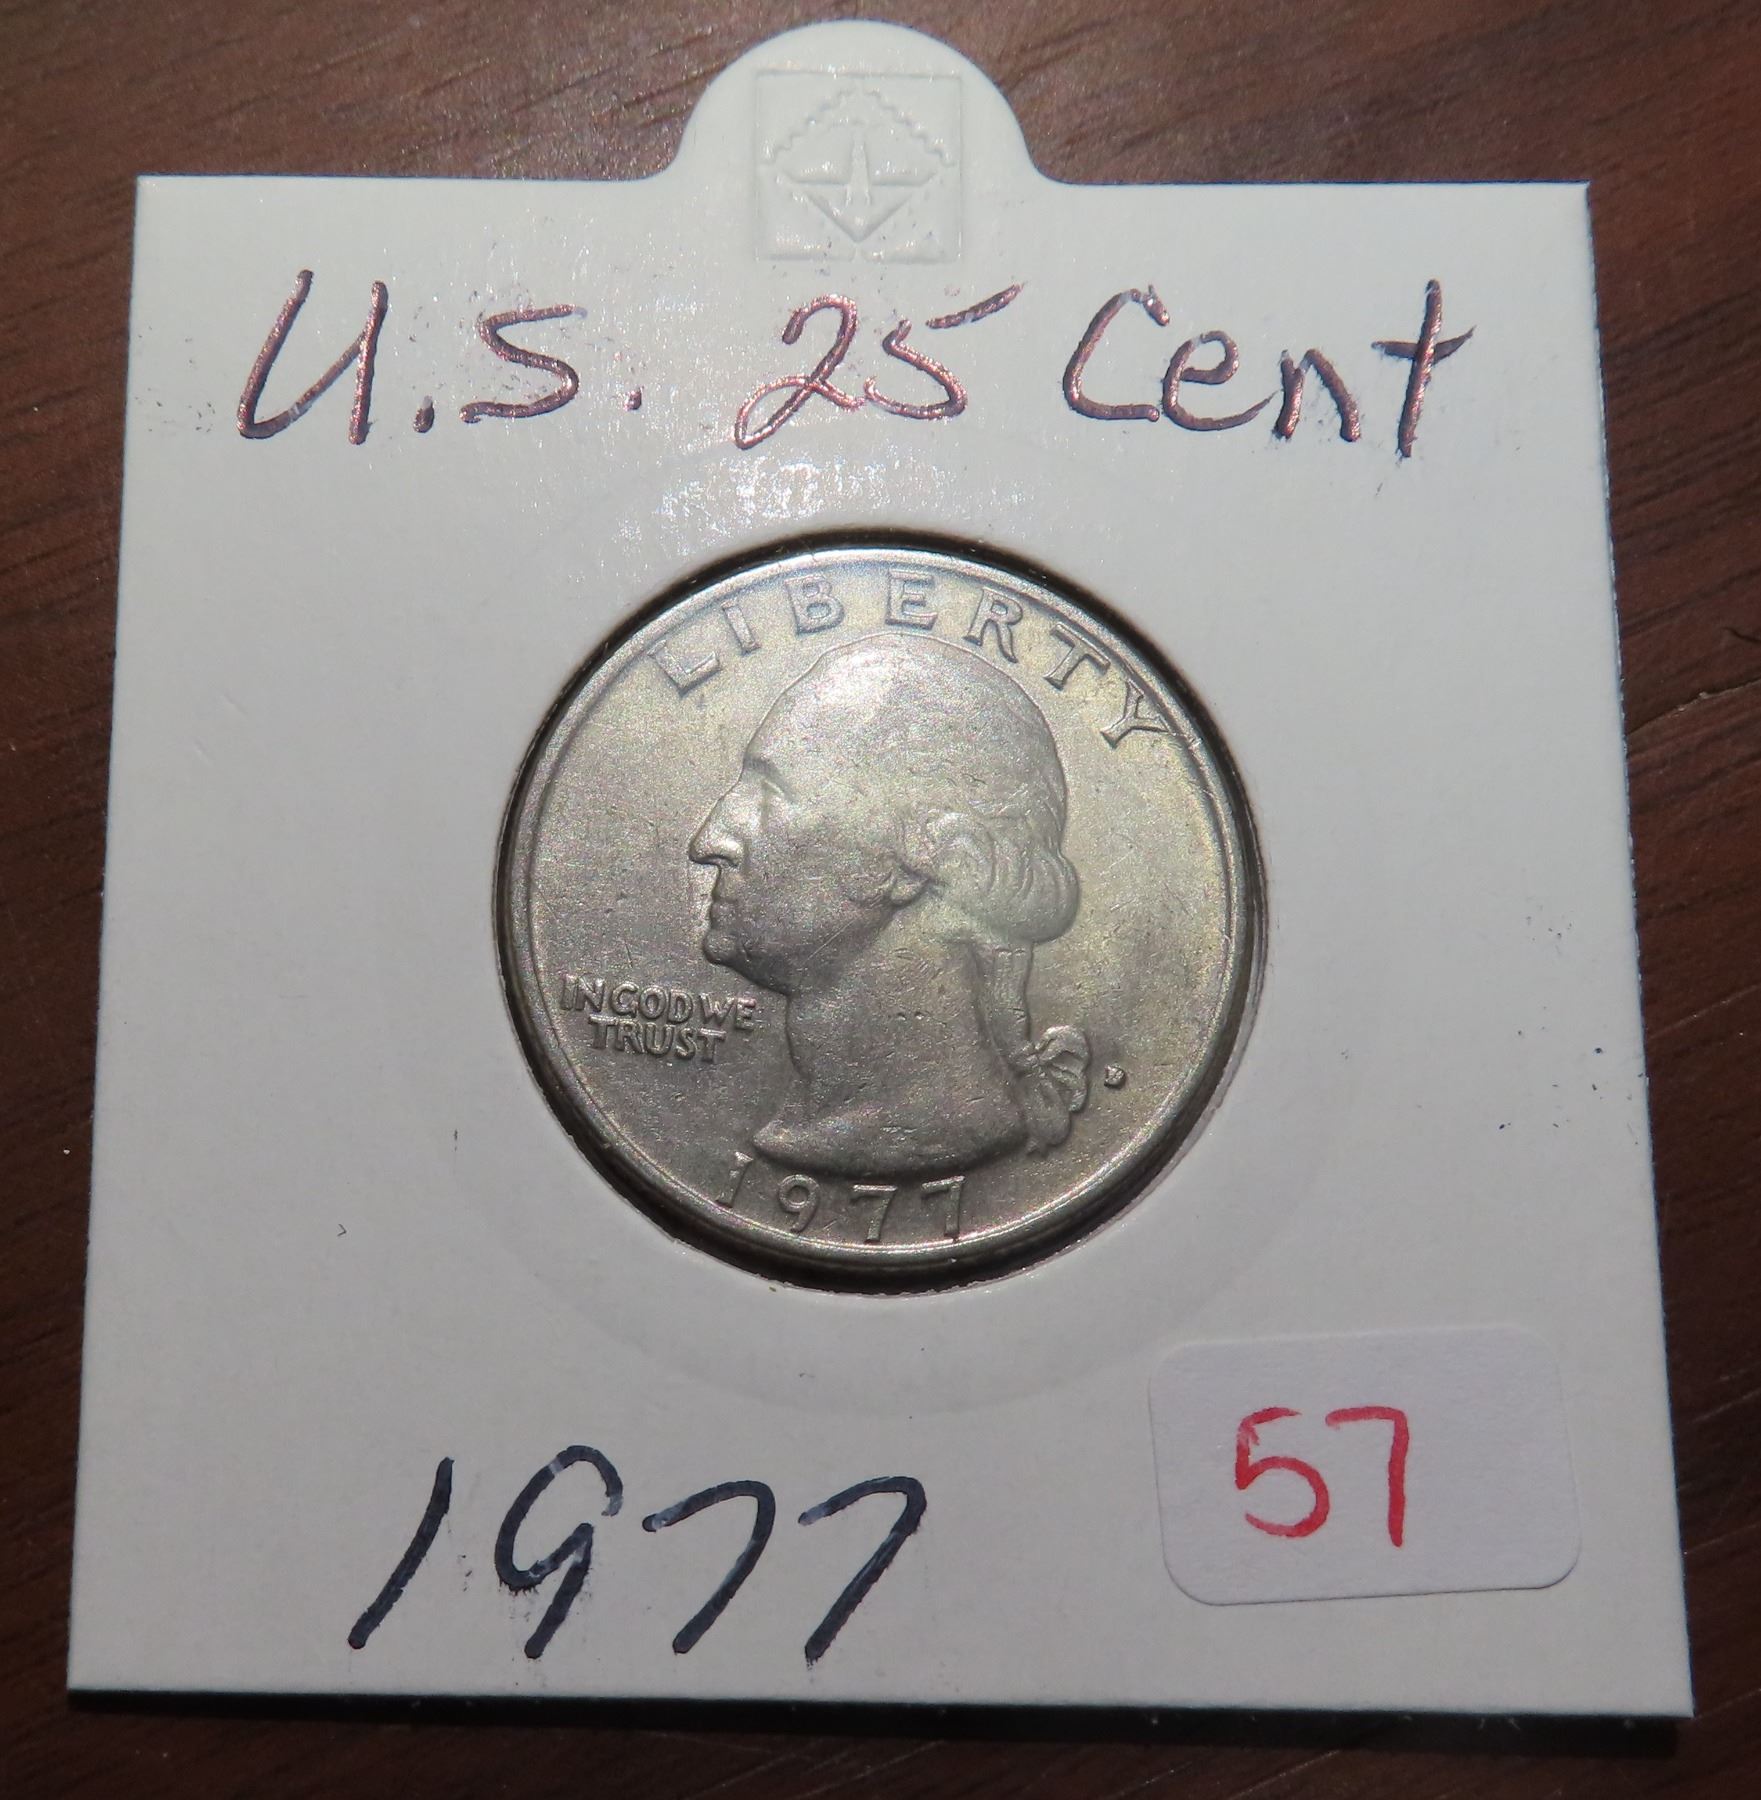 U.S. 25 Cent
LIBERTY
IN GOD WE
TRUST
D
1977
1977
57